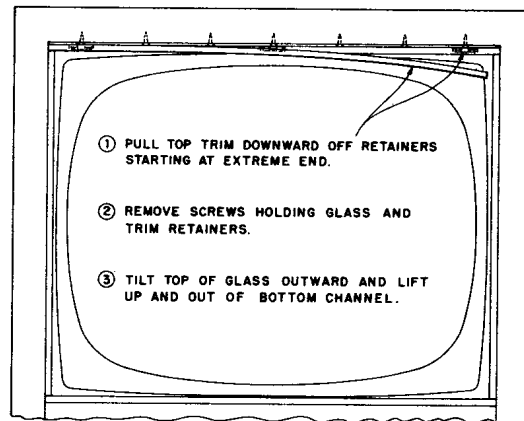 ① PULL TOP TRIM DOWNWARD OFF RETAINERS
STARTING AT EXTREME END.
② REMOVE SCREWS HOLDING GLASS AND
TRIM RETAINERS.
③ TILT TOP OF GLASS OUTWARD AND LIFT
UP AND OUT OF BOTTOM CHANNEL.